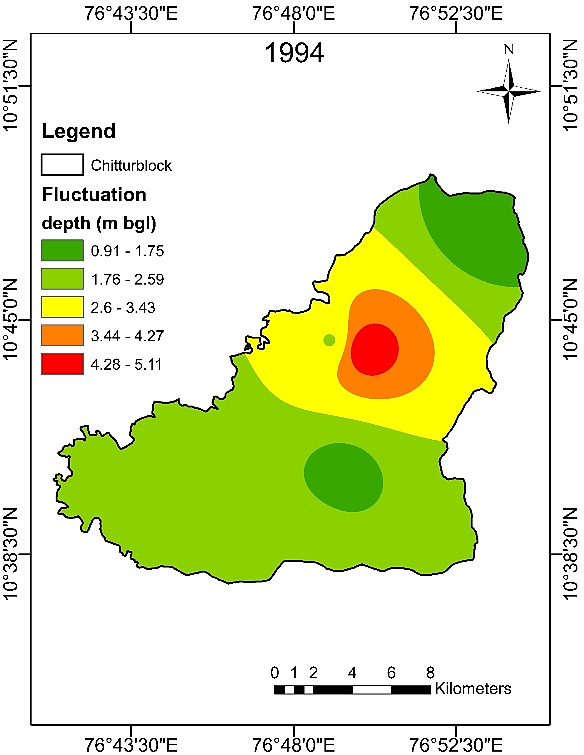 76°43'30"E 76°48'0"E 76°52'30"E
1994
N
10°51'30"N 10°51'30"N
Legend
Chitturblock
Fluctuation
depth (m bgl)
0.91 - 1.75
1.76 - 2.59
2.6 - 3.43
3.44 - 4.27
4.28 - 5.11
10°45'0"N 10°45'0"N
10°38'30"N 10°38'30"N
0 1 2 4 6 8
Kilometers
76°43'30"E 76°48'0"E 76°52'30"E